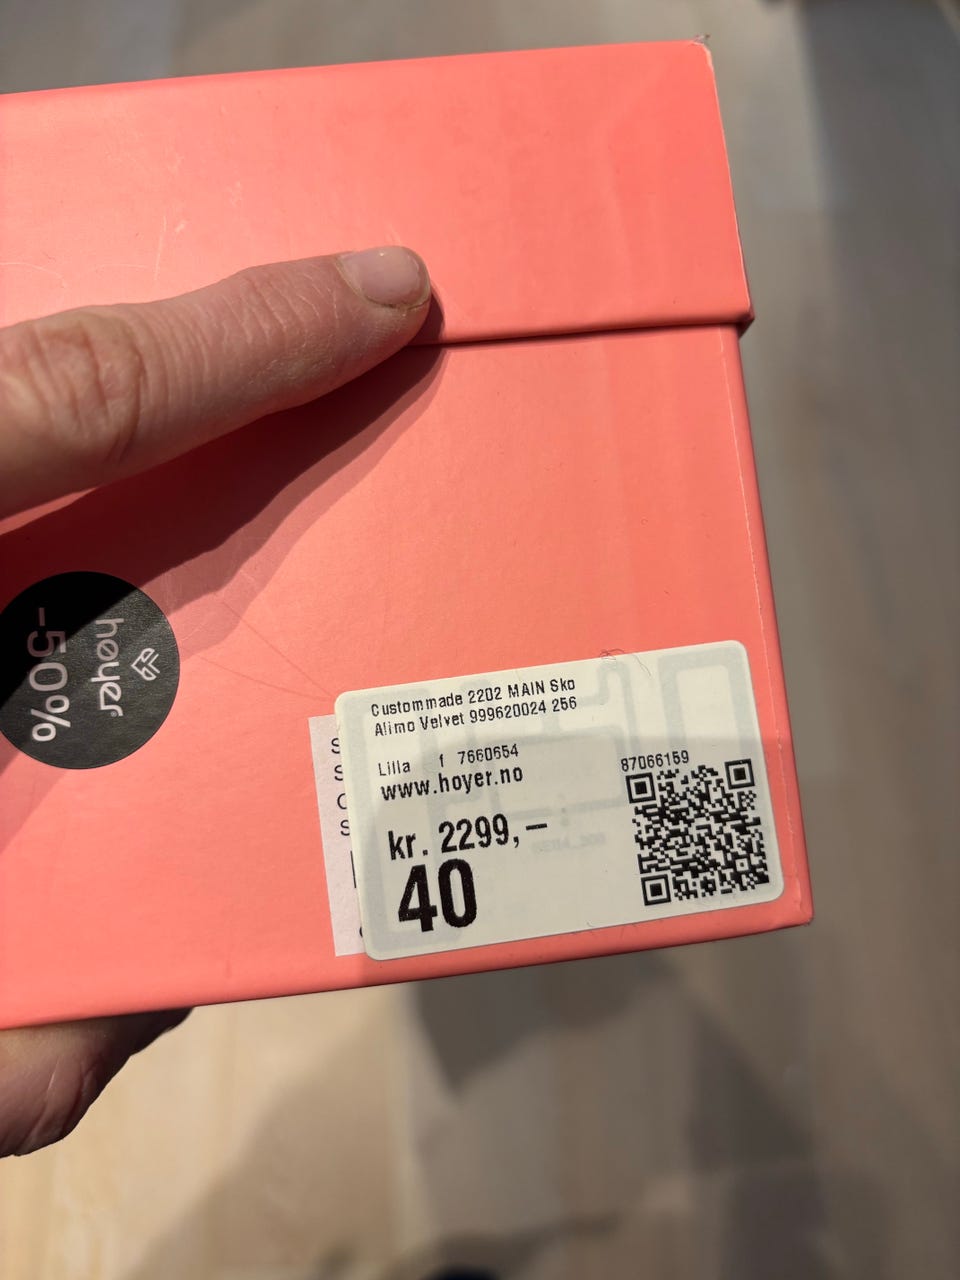 høyer
-50%
Custommade 2202 MAIN Sko
Alimo Velvet 999620024 256
Lilla f 7660654
www.hoyer.no
87066159
kr. 2299,-
40